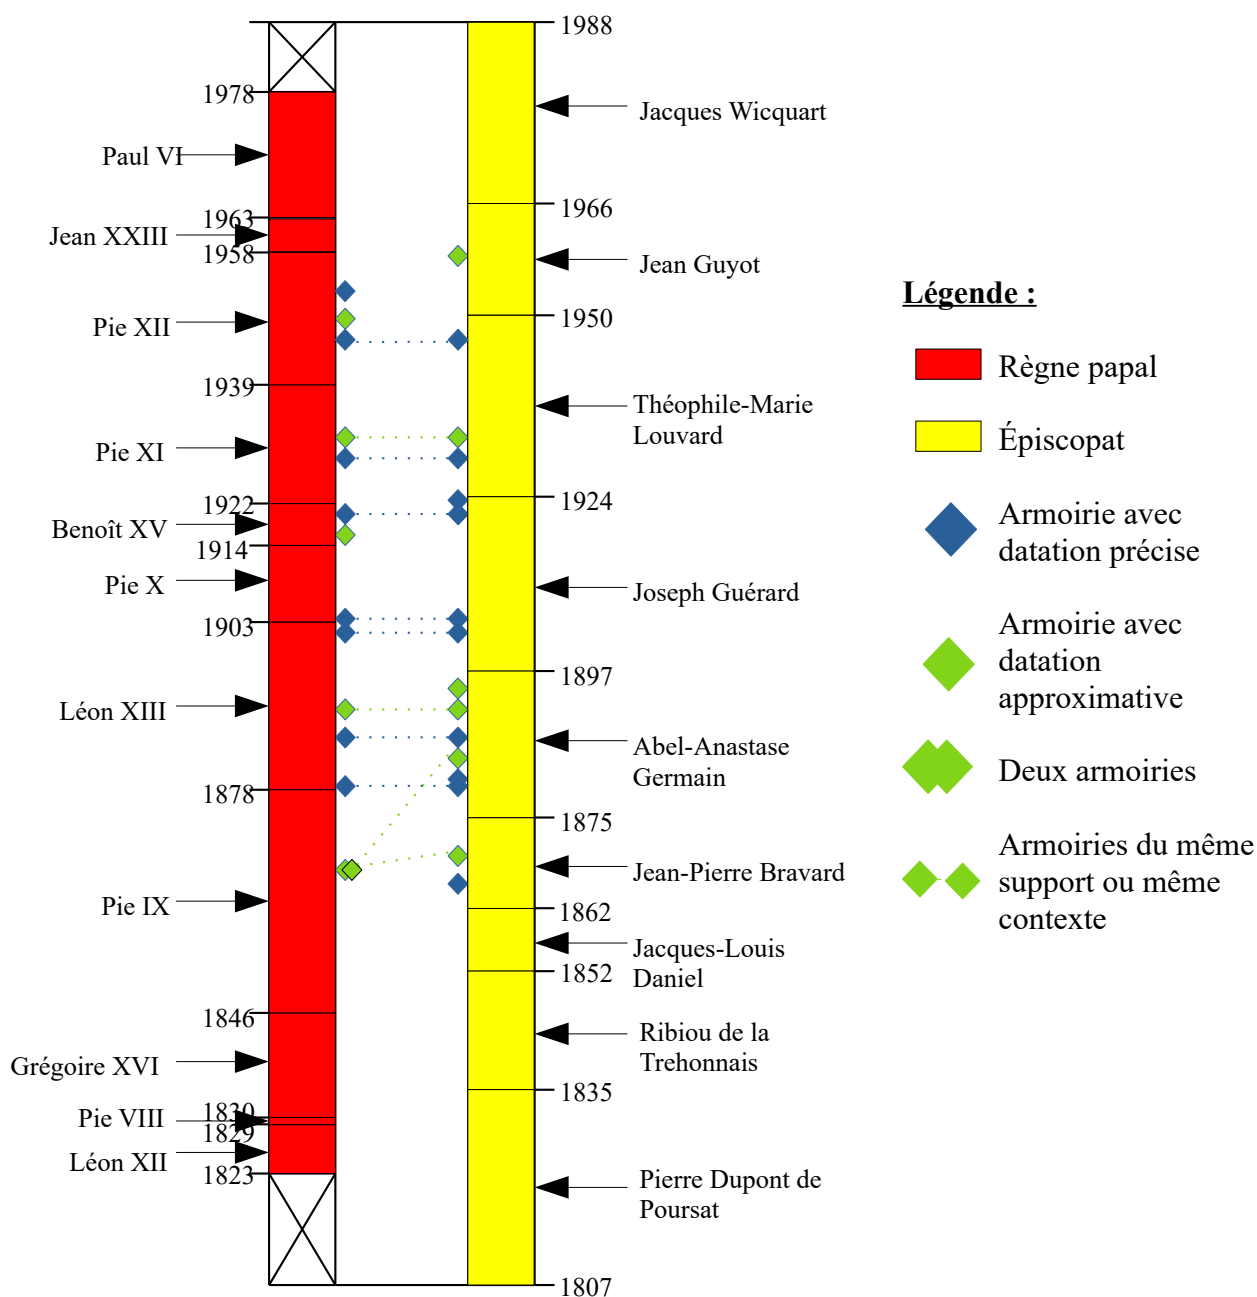 1988
1978
Jacques Wicquart
Paul VI
1966
1963
Jean XXIII
1958
Jean Guyot
1950
Pie XII
1939
Théophile-Marie
Louvard
Pie XI
1924
1922
Benoît XV
1914
Pie X
Joseph Guérard
1903
1897
Léon XIII
Abel-Anastase
Germain
1878
1875
Jean-Pierre Bravard
Pie IX
1862
Jacques-Louis
Daniel
1852
1846
Ribiou de la
Trehonnais
Grégoire XVI
1835
1830
Pie VIII
1829
Léon XII
1823
Pierre Dupont de
Poursat
1807
Légende :
Règne papal
Épiscopat
Armoirie avec
datation précise
Armoirie avec
datation
approximative
Deux armoiries
Armoiries du même
support ou même
contexte